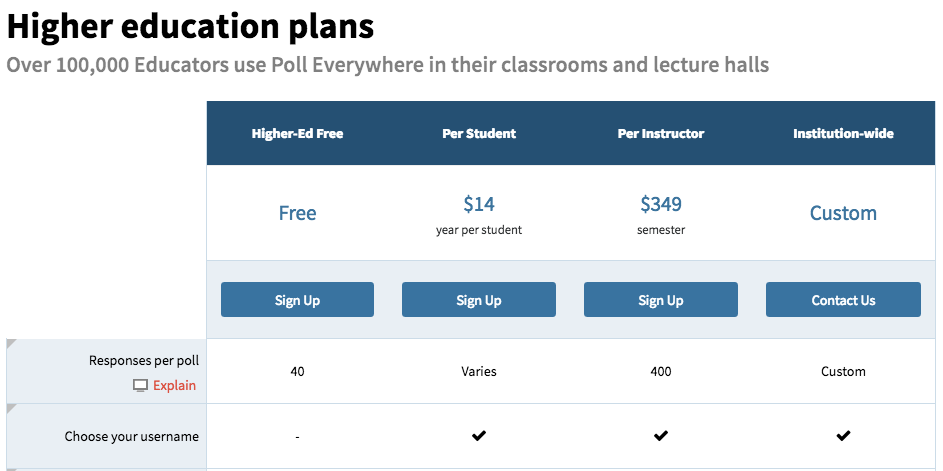 Higher education plans
Over 100,000 Educators use Poll Everywhere in their classrooms and lecture halls
Higher-Ed Free Per Student Per Instructor Institution-wide
Free $14 $349 Custom
year per student semester
Sign Up Sign Up Sign Up Contact Us
Responses per poll 40 Varies 400 Custom
Explain
Choose your username -